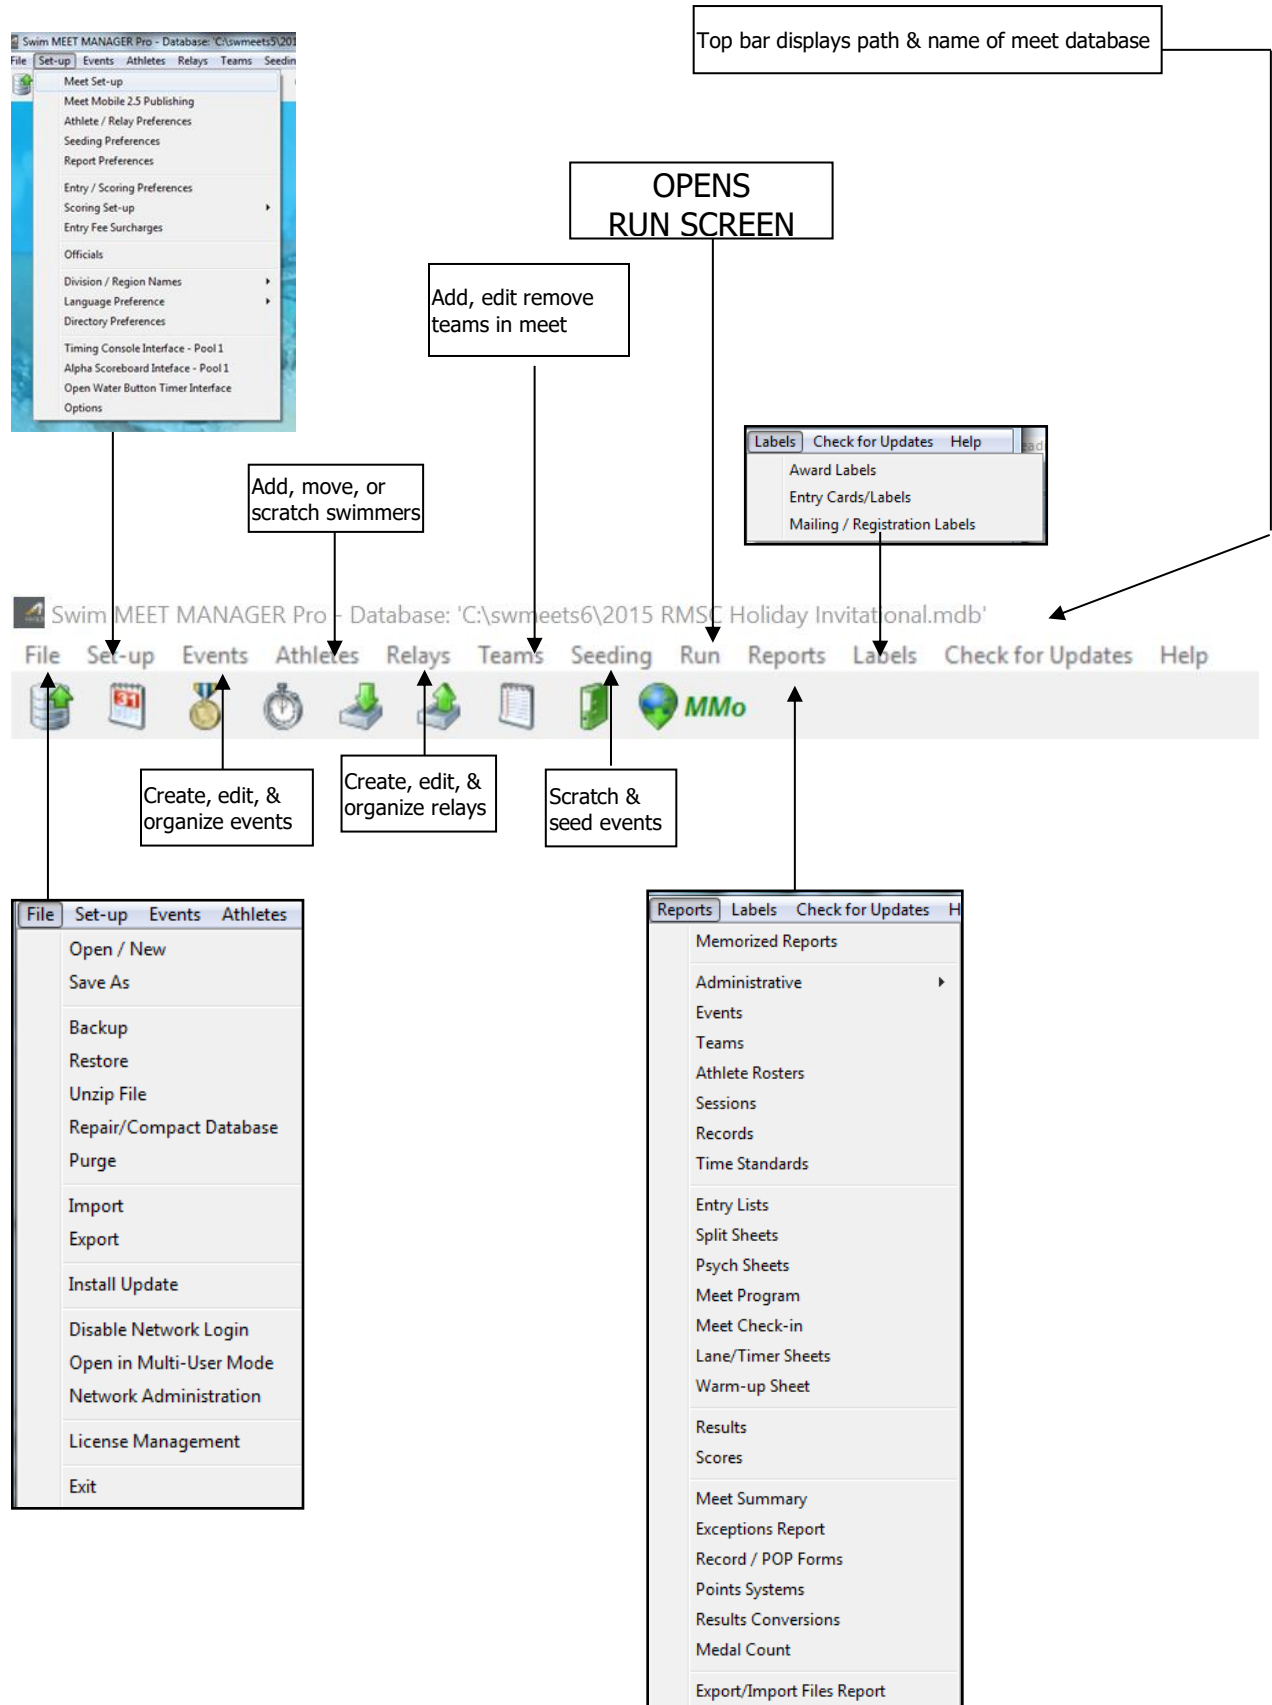 Top bar displays path & name of meet database
Swim MEET MANAGER Pro - Database: 'C:\swmeets5\201
File Set-up Events Athletes Relays Teams Seedin
Meet Set-up
Meet Mobile 2.5 Publishing
Athlete / Relay Preferences
Seeding Preferences
Report Preferences
Entry / Scoring Preferences
Scoring Set-up
Entry Fee Surcharges
Officials
Division / Region Names
Language Preference
Directory Preferences
Timing Console Interface - Pool 1
Alpha Scoreboard Inteface - Pool 1
Open Water Button Timer Interface
Options
OPENS
RUN SCREEN
Add, edit remove
teams in meet
Add, move, or
scratch swimmers
Labels Check for Updates Help
Award Labels
Entry Cards/Labels
Mailing / Registration Labels
Swim MEET MANAGER Pro - Database: 'C:\swmeets6\2015 RMSC Holiday Invitational.mdb'
File Set-up Events Athletes Relays Teams Seeding Run Reports Labels Check for Updates Help
31
MMo
Create, edit, &
organize events
Create, edit, &
organize relays
Scratch &
seed events
File Set-up Events Athletes
Open / New
Save As
Backup
Restore
Unzip File
Repair/Compact Database
Purge
Import
Export
Install Update
Disable Network Login
Open in Multi-User Mode
Network Administration
License Management
Exit
Reports Labels Check for Updates H
Memorized Reports
Administrative
Events
Teams
Athlete Rosters
Sessions
Records
Time Standards
Entry Lists
Split Sheets
Psych Sheets
Meet Program
Meet Check-in
Lane/Timer Sheets
Warm-up Sheet
Results
Scores
Meet Summary
Exceptions Report
Record / POP Forms
Points Systems
Results Conversions
Medal Count
Export/Import Files Report